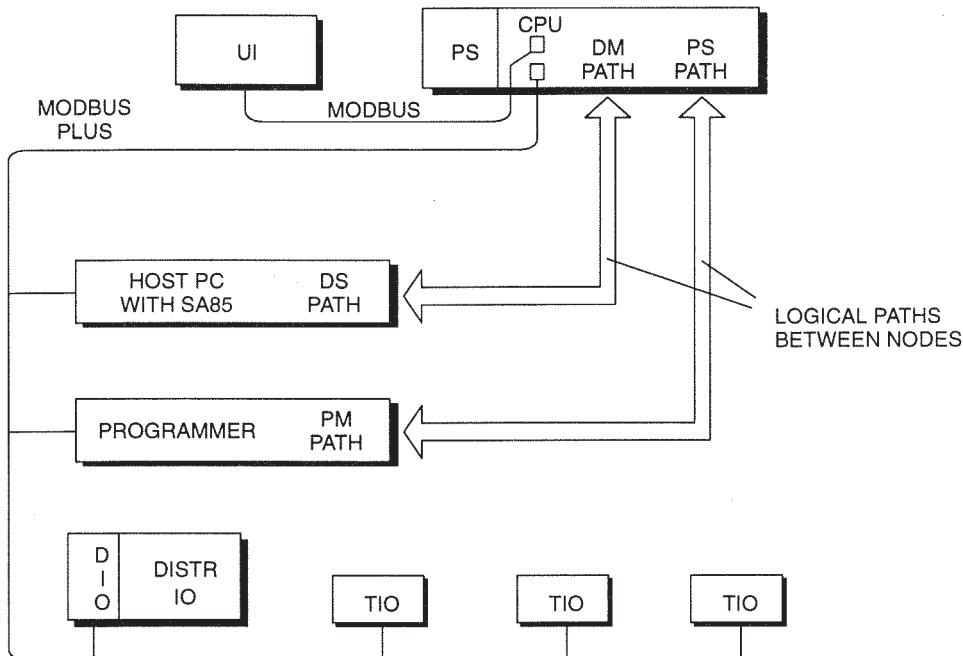 UI
PS
CPU
DM
PATH
PS
PATH
MODBUS
PLUS
MODBUS
HOST PC
WITH SA85
DS
PATH
LOGICAL PATHS
BETWEEN NODES
PROGRAMMER
PM
PATH
DIO
DISTR
IO
TIO
TIO
TIO